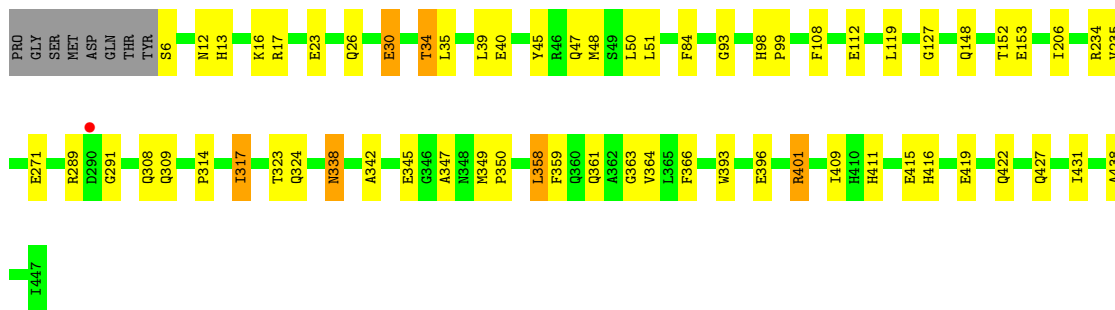 PRO GLY SER MET ASP GLN THR TYR S6 N12 H13 K16 R17 E23 Q26 E30 T34 L35 L39 E40 Y45 R46 Q47 M48 S49 L50 L51 F84 G93 H98 P99 F108 E112 L119 G127 Q148 T152 E153 I206 R234
E271 R289 D290 G291 Q308 Q309 P314 I317 T323 Q324 N338 A342 E345 G346 A347 N348 M349 P350 L358 F359 Q360 Q361 A362 G363 V364 L365 F366 W393 E396 R401 I409 H410 H411 E415 H416 E419 Q422 Q427 I431 A438
I447